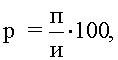 р = п/и · 100,